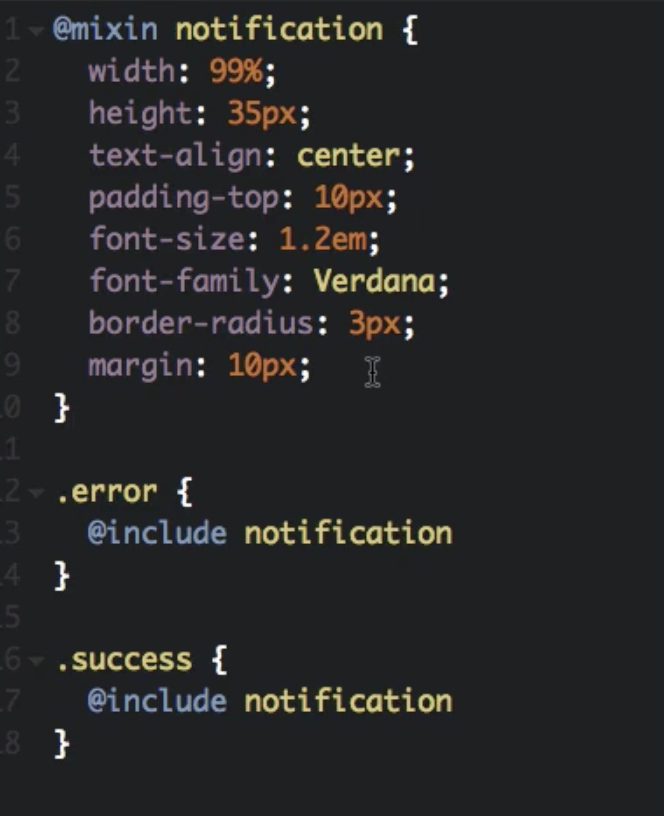 1 @mixin notification {
2 width: 99%;
3 height: 35px;
4 text-align: center;
5 padding-top: 10px;
6 font-size: 1.2em;
7 font-family: Verdana;
8 border-radius: 3px;
9 margin: 10px;
10 }
11
12 .error {
13 @include notification
14 }
15
16 .success {
17 @include notification
18 }